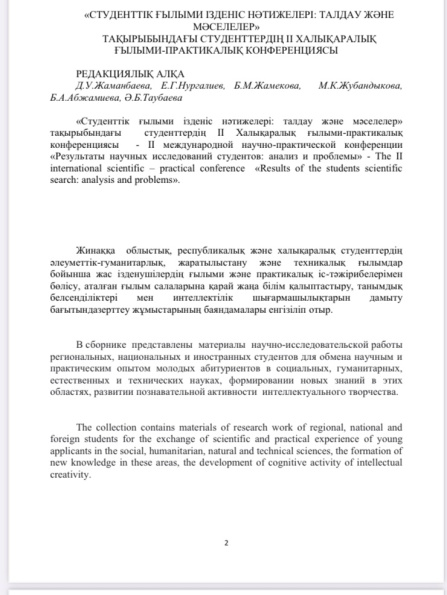 «СТУДЕНТТІК ҒЫЛЫМИ ІЗДЕНІС НӘТИЖЕЛЕРІ: ТАЛДАУ ЖӘНЕ
МӘСЕЛЕЛЕР»
ТАҚЫРЫБЫНДАҒЫ СТУДЕНТТЕРДІҢ II ХАЛЫҚАРАЛЫҚ
ҒЫЛЫМИ-ПРАКТИКАЛЫҚ КОНФЕРЕНЦИЯСЫ
РЕДАКЦИЯЛЫҚ АЛҚА
Д.У.Жаманбаева, Е.Г.Нургалиев, Б.М.Жамекова, М.К.Жубандыкова,
Б.А.Абжамиева, Ә.Б.Таубаева
«Студенттік ғылыми ізденіс нәтижелері: талдау және мәселелер»
тақырыбындағы студенттердің II Халықаралық ғылыми-практикалық
конференциясы - II международной научно-практической конференции
«Результаты научных исследований студентов: анализ и проблемы» - The II
international scientific – practical conference «Results of the students scientific
search: analysis and problems».
Жинаққа облыстық, республикалық және халықаралық студенттердің
әлеуметтік-гуманитарлық, жаратылыстану және техникалық ғылымдар
бойынша жас ізденушілердің ғылыми және практикалық іс-тәжірибелерімен
бөлісу, аталған ғылым салаларына қарай жаңа білім қалыптастыру, танымдық
белсенділіктері мен интеллектілік шығармашылықтарын дамыту
бағытындазерттеу жұмыстарының баяндамалары енгізіліп отыр.
В сборнике представлены материалы научно-исследовательской работы
региональных, национальных и иностранных студентов для обмена научным и
практическим опытом молодых абитуриентов в социальных, гуманитарных,
естественных и технических науках, формировании новых знаний в этих
областях, развитии познавательной активности интеллектуального творчества.
The collection contains materials of research work of regional, national and
foreign students for the exchange of scientific and practical experience of young
applicants in the social, humanitarian, natural and technical sciences, the formation of
new knowledge in these areas, the development of cognitive activity of intellectual
creativity.
2